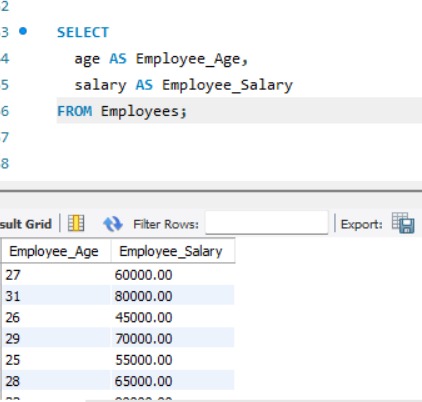 SELECT
3
age AS Employee_Age,
4
salary AS Employee_Salary
5
FROM Employees;
6
7
8
sult Grid Filter Rows: Export:
Employee_Age Employee_Salary
27 60000.00
31 80000.00
26 45000.00
29 70000.00
25 55000.00
28 65000.00